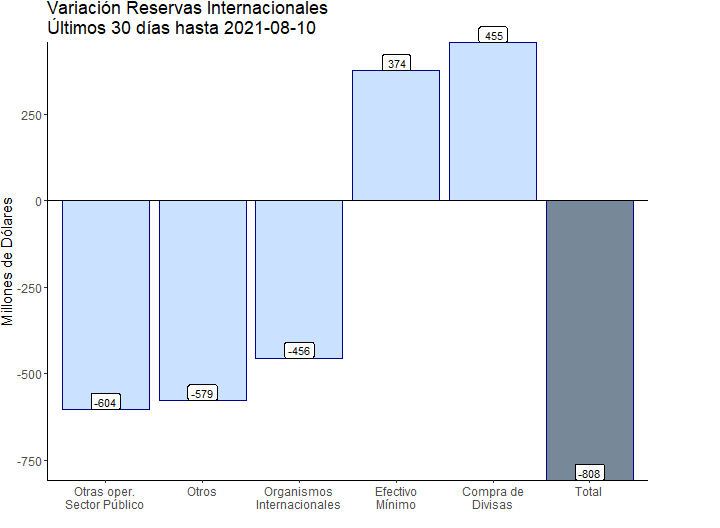 Variación Reservas Internacionales
Últimos 30 días hasta 2021-08-10
Millones de Dólares
250
0
-250
-500
-750
-604
-579
-456
374
455
-808
Otras oper.
Sector Público
Otros
Organismos
Internacionales
Efectivo
Mínimo
Compra de
Divisas
Total